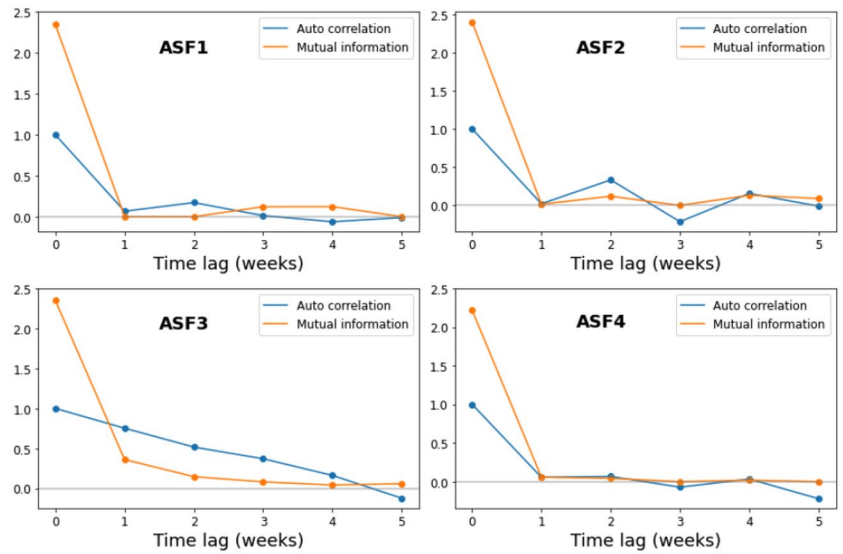 2.5
2.0
1.5
1.0
0.5
0.0
ASF1
Auto correlation
Mutual information
0 1 2 3 4 5
Time lag (weeks)
2.5
2.0
1.5
1.0
0.5
0.0
ASF2
Auto correlation
Mutual information
0 1 2 3 4 5
Time lag (weeks)
2.5
2.0
1.5
1.0
0.5
0.0
ASF3
Auto correlation
Mutual information
0 1 2 3 4 5
Time lag (weeks)
2.5
2.0
1.5
1.0
0.5
0.0
ASF4
Auto correlation
Mutual information
0 1 2 3 4 5
Time lag (weeks)